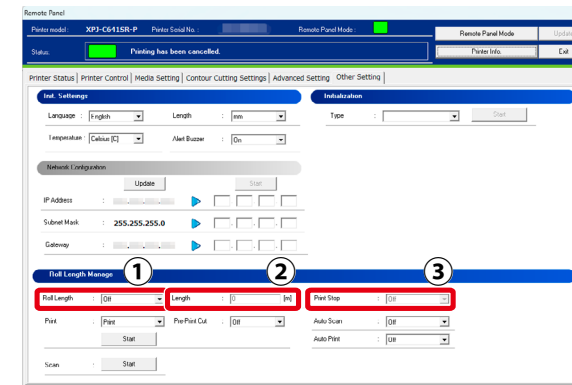 Remote Panel
Printer model : XPJ-C641SR-P Printer Serial No. : Remote Panel Mode : Remote Panel Mode Update
Status: Printing has been cancelled. Printer Info. Exit
Printer Status Printer Control Media Setting Contour Cutting Settings Advanced Setting Other Setting
Init. Settings Initialization
Language : English Length : mm Type : Start
Temperature : Celsius [C] Alert Buzzer : On
Network Configuration
Update Start
IP Address :
Subnet Mask : 255.255.255.0
Gateway :
Roll Length Manage 1 2 3
Roll Length : Off Length : 0 [m] Print Stop : Off
Print : Print Pre-Print Cut : Off Auto Scan : Off
Start Auto Print : Off
Scan : Start